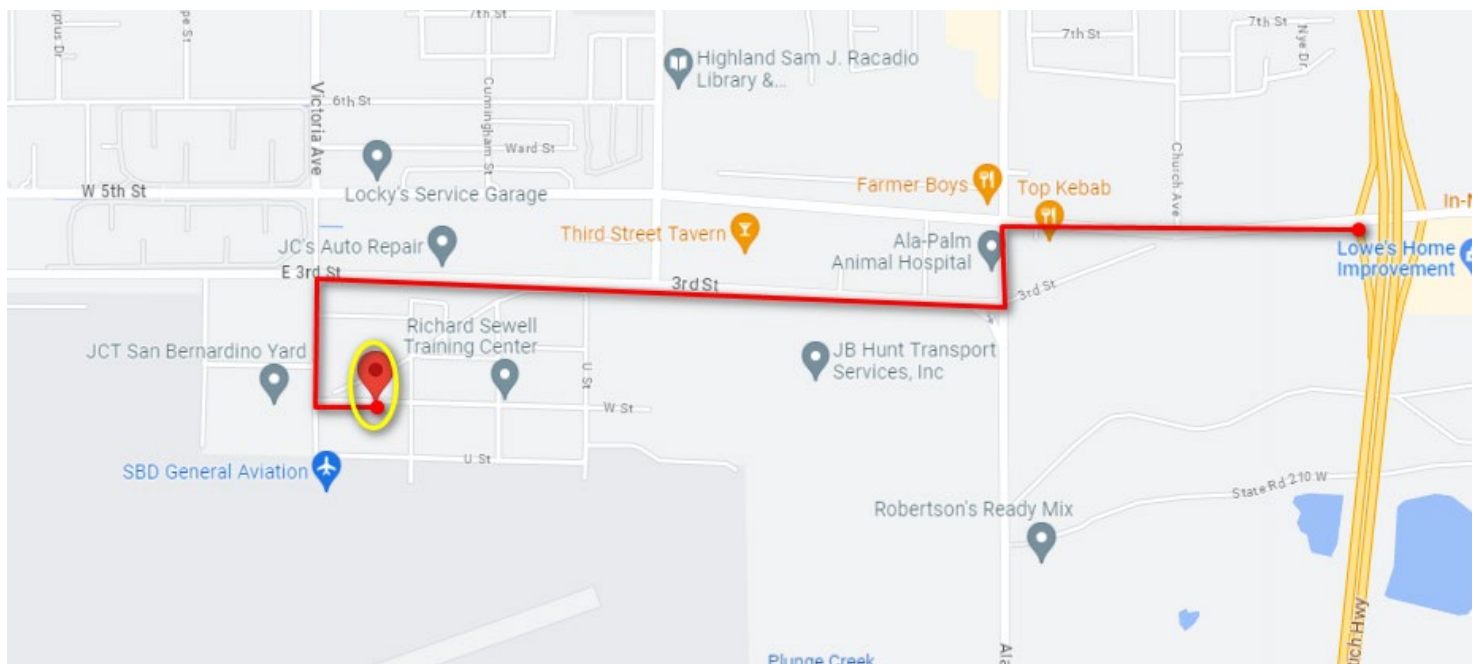 7th St
7th St
7th St
Nye Dr
Highland Sam J. Racadio
Library &...
Victoria Ave
6th St
Cunningham St
Ward St
Church Ave
W 5th St
Locky's Service Garage
Farmer Boys
Top Kebab
In-N
Third Street Tavern
JC's Auto Repair
Ala-Palm
Animal Hospital
Lowe's Home
Improvement
E 3rd St
3rd St
3rd St
Richard Sewell
Training Center
JCT San Bernardino Yard
JB Hunt Transport
Services, Inc
U St
W St
SBD General Aviation
U St
State Rd 210 W
Robertson's Ready Mix
Plunge Creek